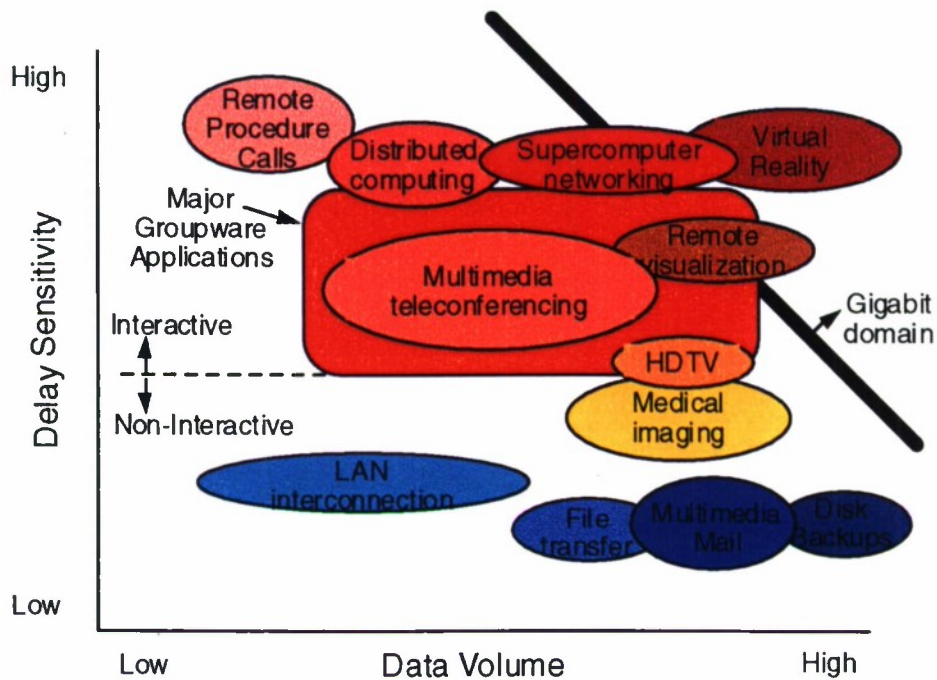 High
Remote
Procedure
Calls
Distributed
computing
Supercomputer
networking
Virtual
Reality
Major
Groupware
Applications
Remote
visualization
Multimedia
teleconferencing
Gigabit
domain
Interactive
HDTV
Non-Interactive
Medical
imaging
LAN
interconnection
File
transfer
Multimedia
Mail
Disk
Backups
Delay Sensitivity
Low
Low
Data Volume
High